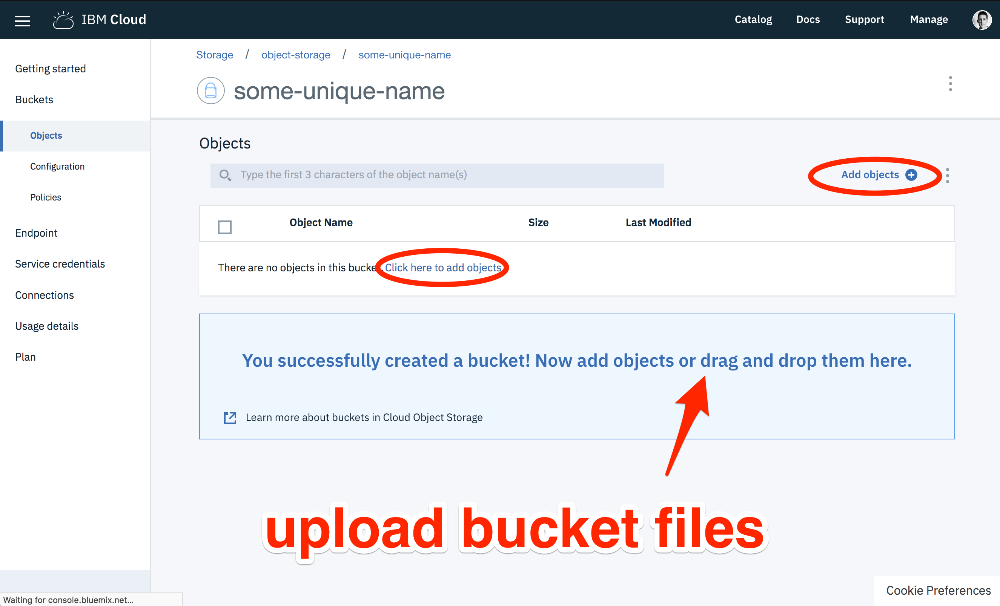 IBM Cloud
Catalog
Docs
Support
Manage
Getting started
Buckets
Objects
Configuration
Policies
Endpoint
Service credentials
Connections
Usage details
Plan
Storage / object-storage / some-unique-name
some-unique-name
Objects
Type the first 3 characters of the object name(s)
Add objects
Object Name
Size
Last Modified
There are no objects in this bucke. Click here to add objects
You successfully created a bucket! Now add objects or drag and drop them here.
Learn more about buckets in Cloud Object Storage
upload bucket files
Cookie Preferences
Waiting for console.bluemix.net...